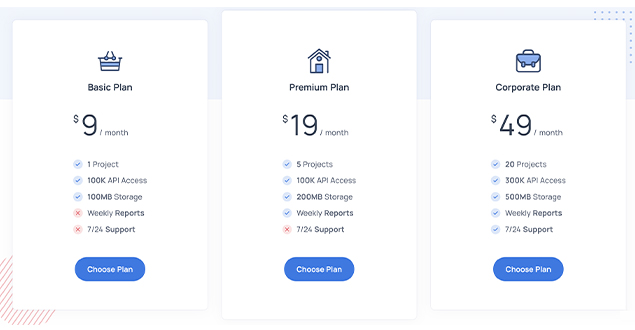 Basic Plan
$9/ month
1 Project
100K API Access
100MB Storage
Weekly Reports
7/24 Support
Choose Plan
Premium Plan
$19/ month
5 Projects
100K API Access
200MB Storage
Weekly Reports
7/24 Support
Choose Plan
Corporate Plan
$49/ month
20 Projects
300K API Access
500MB Storage
Weekly Reports
7/24 Support
Choose Plan